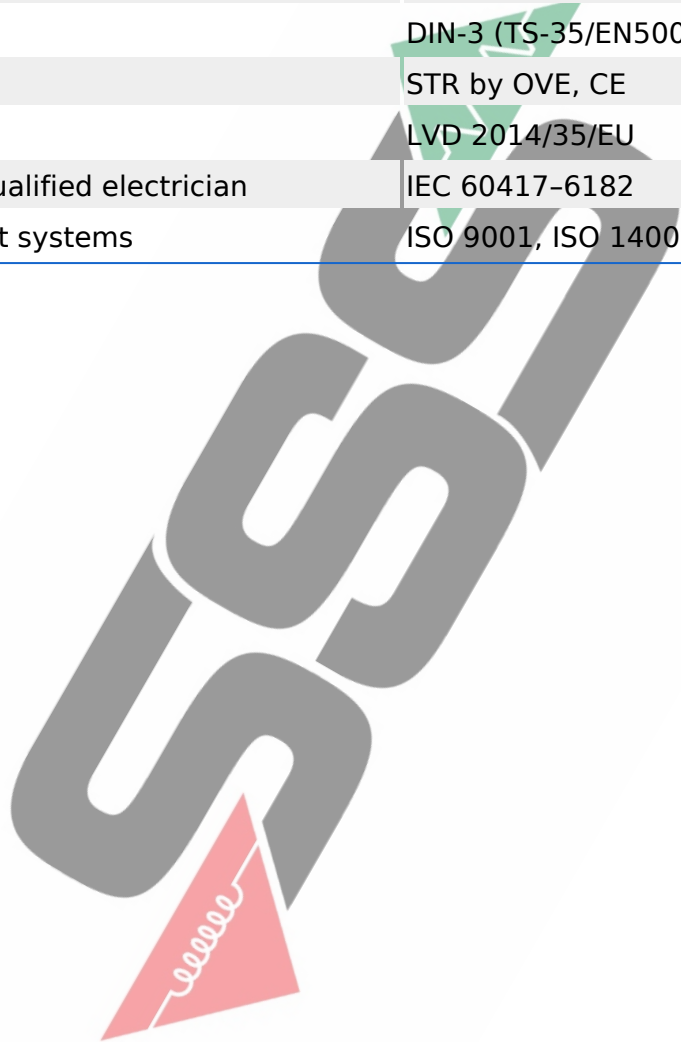 DIN-3 (TS-35/EN500
STR by OVE, CE
LVD 2014/35/EU
ualified electrician IEC 60417–6182
t systems ISO 9001, ISO 1400